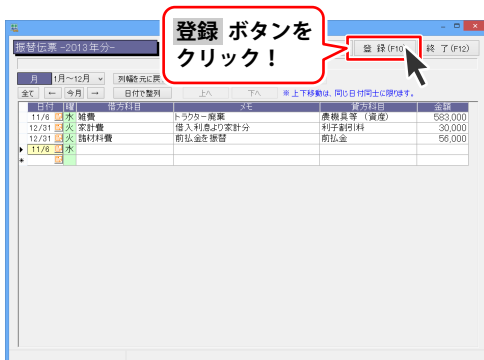 登録 ボタンを
クリック！
振替伝票 -2013年分-
登 録(F10)
終 了(F12)
月
1月～12月
列幅を元に戻
全て ← 今月 → 日付で整列 上へ 下へ ※上下移動は、同じ日付同士に限ります。
日付 曜 借方科目 メモ 貸方科目 金額
11/6 水 雑費 トラクター廃棄 農機具等 （資産） 583,000
12/31 火 家計費 借入利息より家計分 利子割引料 30,000
12/31 火 諸材料費 前払金を振替 前払金 56,000
11/6 水